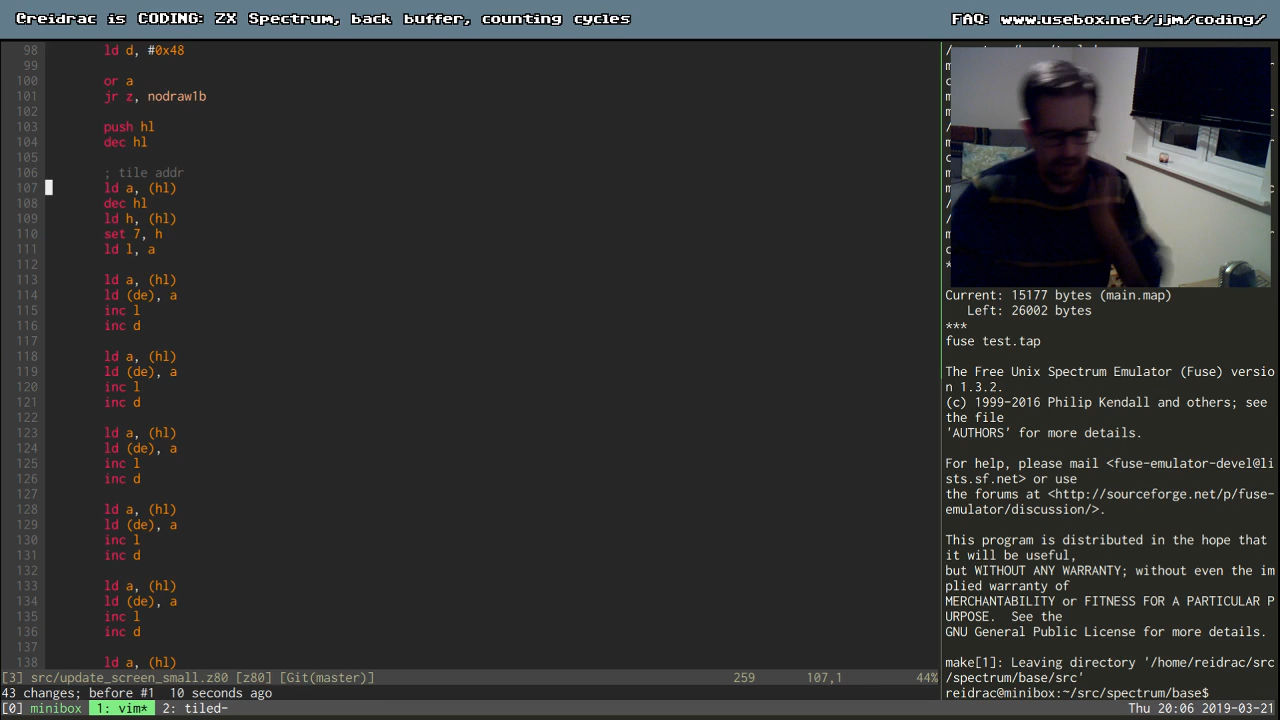 @reidrac is CODING: ZX Spectrum, back buffer, counting cycles
FAQ: www.usebox.net/jjm/coding/
98 ld d, #0x48
99
100 or a
101 jr z, nodraw1b
102
103 push hl
104 dec hl
105
106 ; tile addr
107 ld a, (hl)
108 dec hl
109 ld h, (hl)
110 set 7, h
111 ld l, a
112
113 ld a, (hl)
114 ld (de), a
115 inc l
116 inc d
117
118 ld a, (hl)
119 ld (de), a
120 inc l
121 inc d
122
123 ld a, (hl)
124 ld (de), a
125 inc l
126 inc d
127
128 ld a, (hl)
129 ld (de), a
130 inc l
131 inc d
132
133 ld a, (hl)
134 ld (de), a
135 inc l
136 inc d
137
138 ld a, (hl)
[3] src/update_screen_small.z80 [z80] [Git(master)] 259 107,1 44%
43 changes; before #1 10 seconds ago
Current: 15177 bytes (main.map)
Left: 26002 bytes
***
fuse test.tap
The Free Unix Spectrum Emulator (Fuse) versio
n 1.3.2.
(c) 1999-2016 Philip Kendall and others; see
the file
'AUTHORS' for more details.
For help, please mail <fuse-emulator-devel@li
sts.sf.net> or use
the forums at <http://sourceforge.net/p/fuse-
emulator/discussion/>.
This program is distributed in the hope that
it will be useful,
but WITHOUT ANY WARRANTY; without even the im
plied warranty of
MERCHANTABILITY or FITNESS FOR A PARTICULAR P
URPOSE. See the
GNU General Public License for more details.
make[1]: Leaving directory '/home/reidrac/src
/spectrum/base/src'
reidrac@minibox:~/src/spectrum/base$
[0] minibox 1: vim* 2: tiled- Thu 20:06 2019-03-21